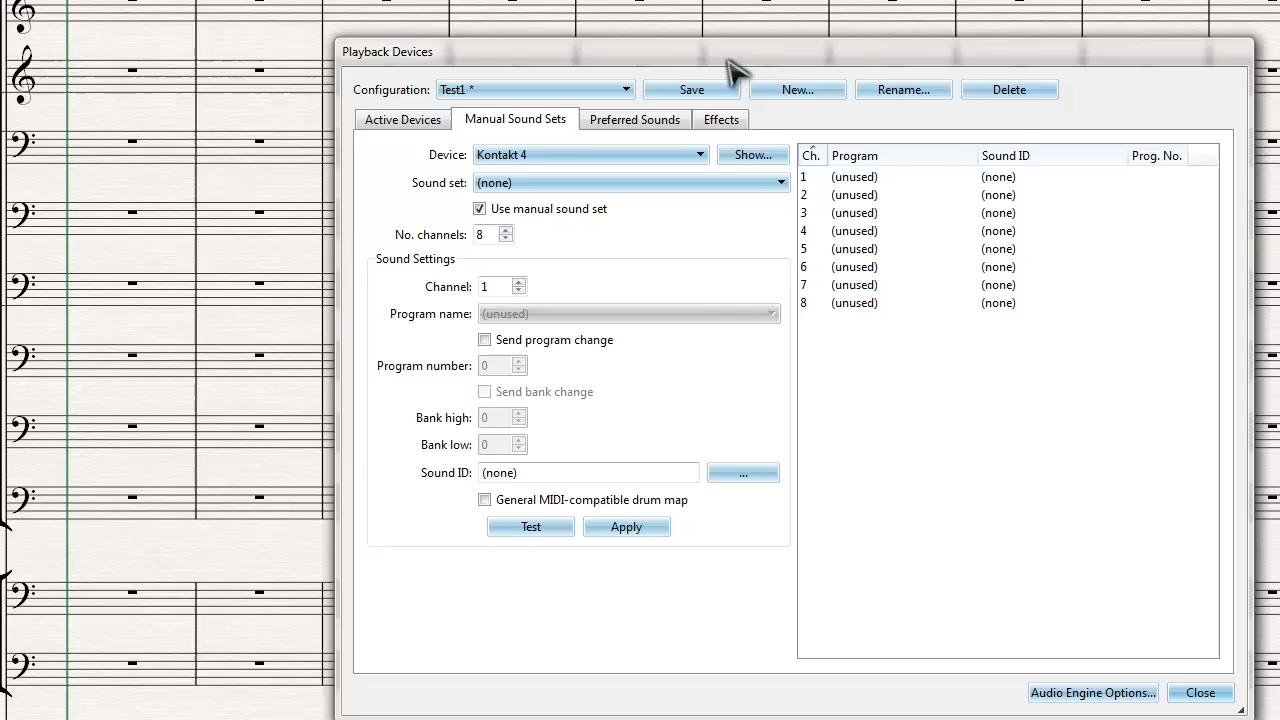 Playback Devices
Configuration: Test1 * Save New... Rename... Delete
Active Devices Manual Sound Sets Preferred Sounds Effects
Device: Kontakt 4 Show...
Sound set: (none)
Use manual sound set
No. channels: 8
Sound Settings
Channel: 1
Program name: (unused)
Send program change
Program number: 0
Send bank change
Bank high: 0
Bank low: 0
Sound ID: (none) ...
General MIDI-compatible drum map
Test Apply
Ch. Program Sound ID Prog. No.
1 (unused) (none)
2 (unused) (none)
3 (unused) (none)
4 (unused) (none)
5 (unused) (none)
6 (unused) (none)
7 (unused) (none)
8 (unused) (none)
Audio Engine Options... Close